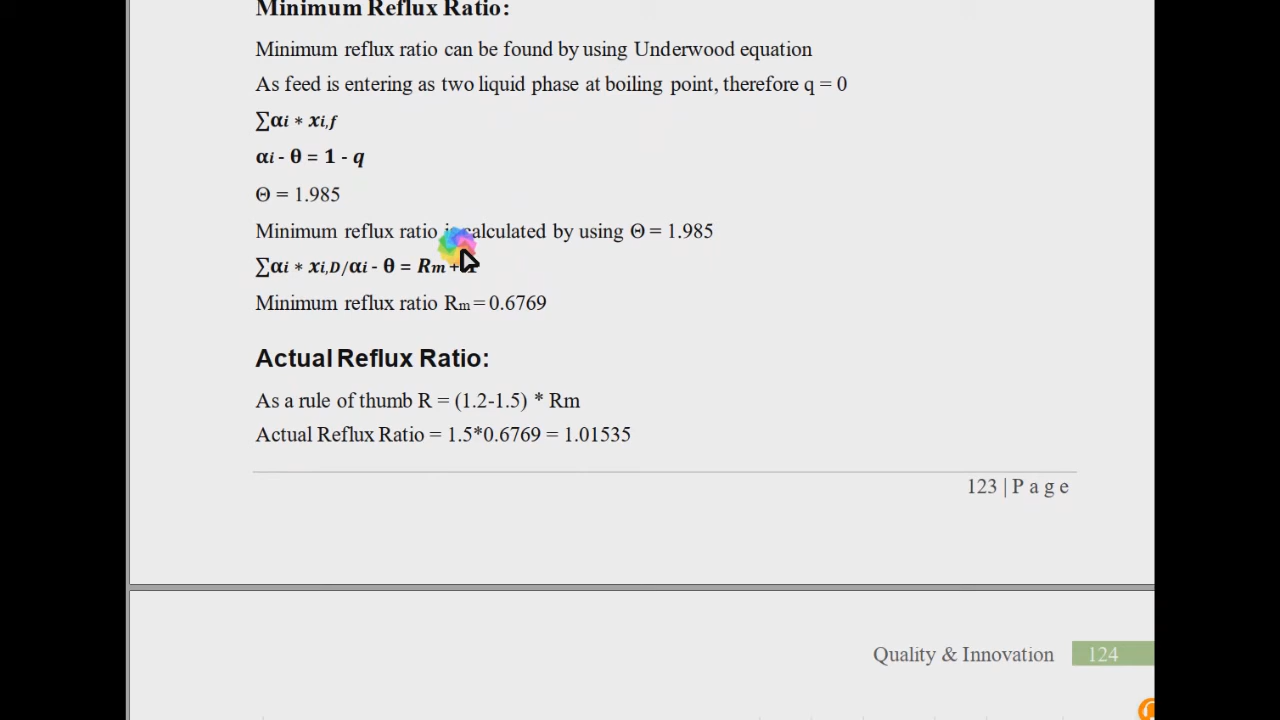 Minimum Reflux Ratio:
Minimum reflux ratio can be found by using Underwood equation
As feed is entering as two liquid phase at boiling point, therefore q = 0
∑αi * xi,f
αi - θ = 1 - q
Θ = 1.985
Minimum reflux ratio is calculated by using Θ = 1.985
∑αi * xi,D/αi - θ = Rm +
Minimum reflux ratio Rm = 0.6769
Actual Reflux Ratio:
As a rule of thumb R = (1.2-1.5) * Rm
Actual Reflux Ratio = 1.5*0.6769 = 1.01535
123 | P a g e
Quality & Innovation 124